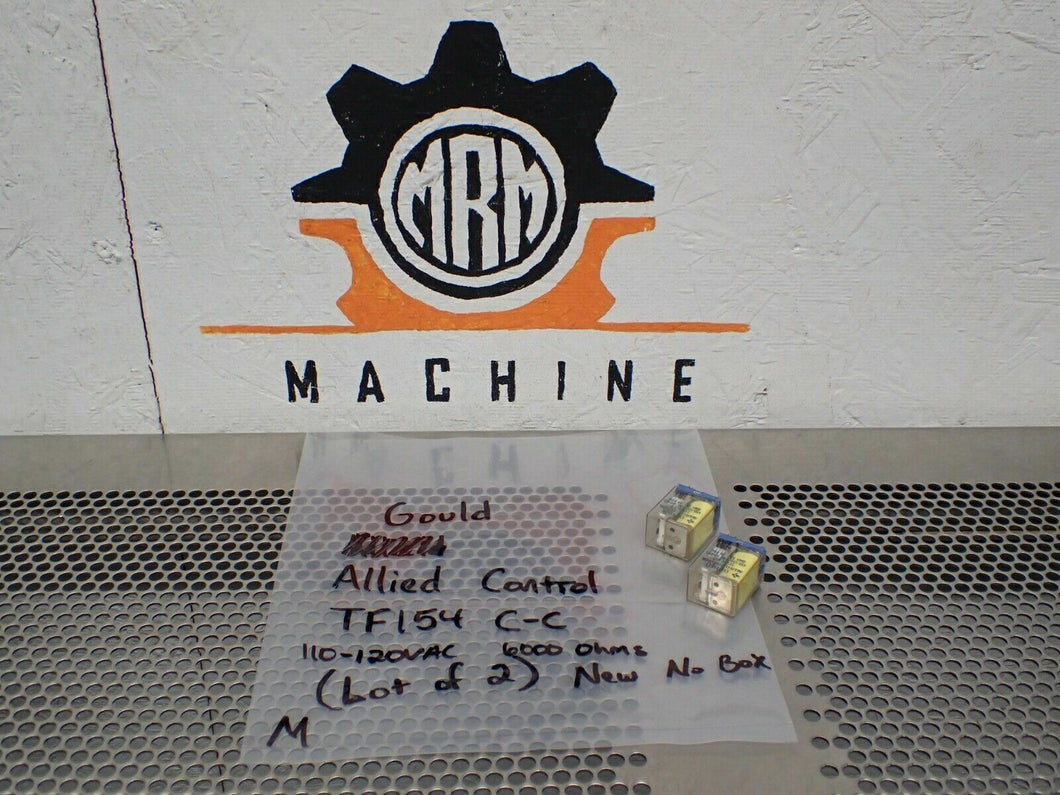 MRM
MACHINE
Gould
Allied Control
TF154 C-C
110-120VAC 6000 Ohms
(Lot of 2) New No Box
M